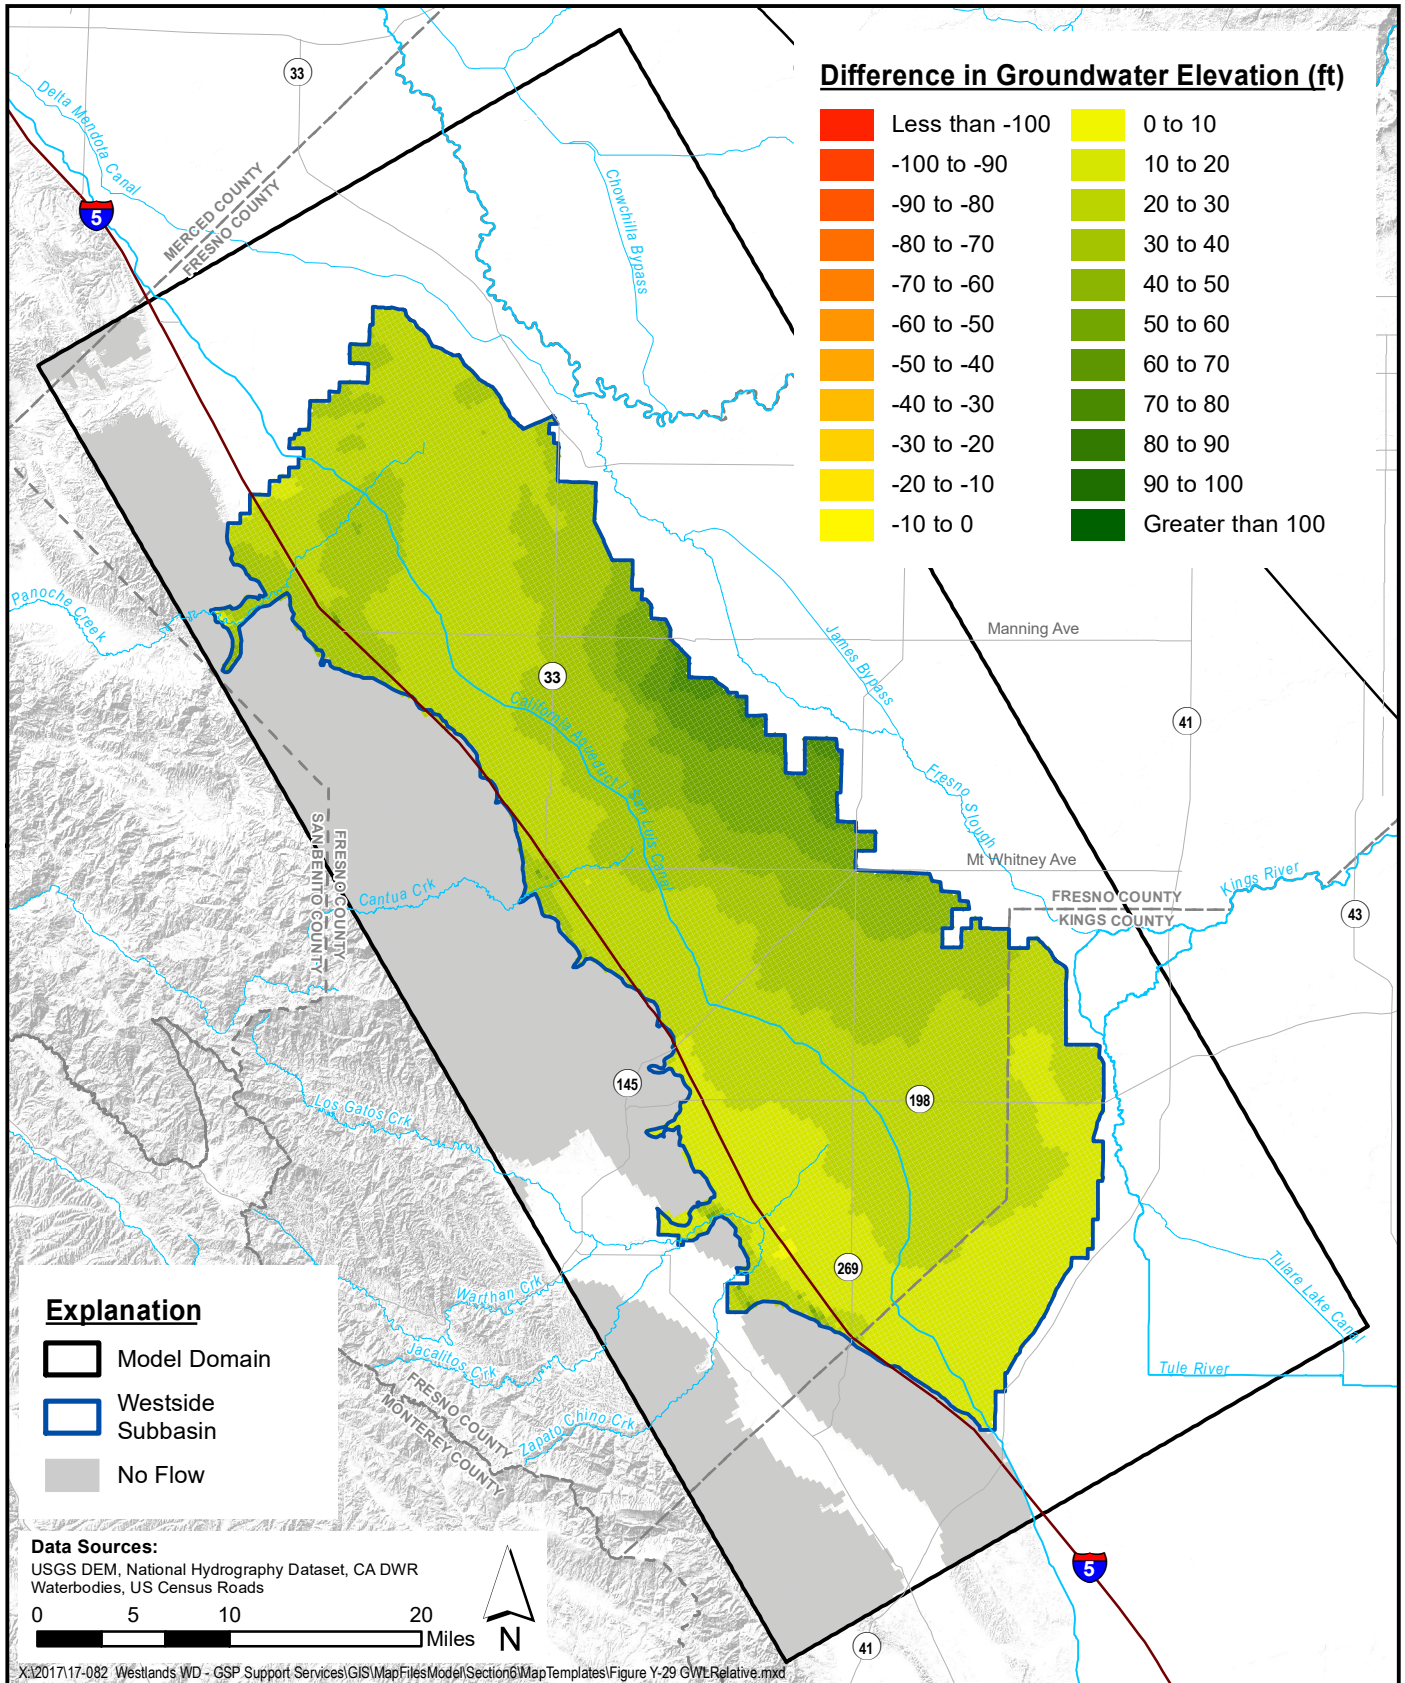 33
Delta Mendota Canal
5
MERCED COUNTY
FRESNO COUNTY
Chowchilla Bypass
Difference in Groundwater Elevation (ft)
Less than -100
-100 to -90
-90 to -80
-80 to -70
-70 to -60
-60 to -50
-50 to -40
-40 to -30
-30 to -20
-20 to -10
-10 to 0
0 to 10
10 to 20
20 to 30
30 to 40
40 to 50
50 to 60
60 to 70
70 to 80
80 to 90
90 to 100
Greater than 100
Panoche Creek
Manning Ave
James Bypass
33
41
California Aqueduct / San Luis Canal
Fresno Slough
SAN BENITO COUNTY
FRESNO COUNTY
Cantua Crk
Mt Whitney Ave
Kings River
FRESNO COUNTY
KINGS COUNTY
43
145
198
Los Gatos Crk
269
Warthan Crk
Jacalitos Crk
Tulare Lake Canal
Tule River
FRESNO COUNTY
MONTEREY COUNTY
Zapato Chino Crk
Explanation
Model Domain
Westside
Subbasin
No Flow
Data Sources:
USGS DEM, National Hydrography Dataset, CA DWR
Waterbodies, US Census Roads
0 5 10 20
Miles
N
5
41
X:\2017\17-082 Westlands WD - GSP Support Services\GIS\MapFilesModel\Section6\MapTemplates\Figure Y-29 GWLRelative.mxd